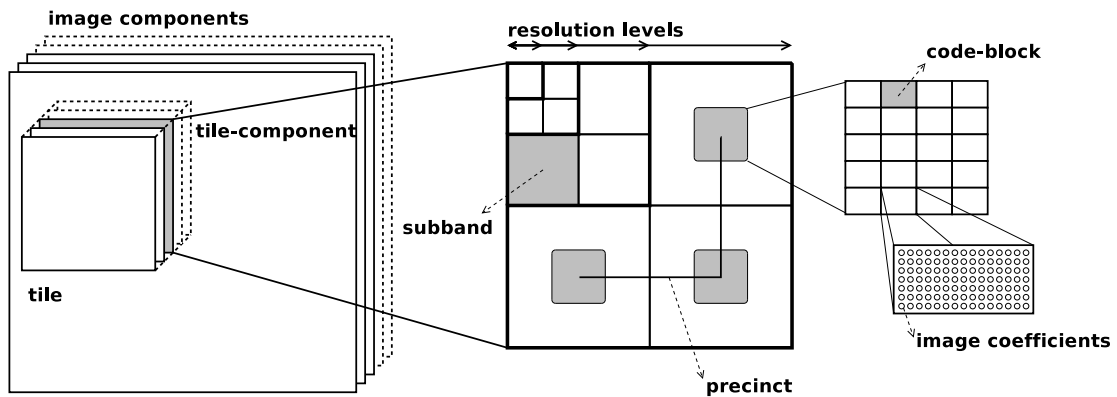 image components
resolution levels
code-block
tile-component
subband
tile
image coefficients
precinct